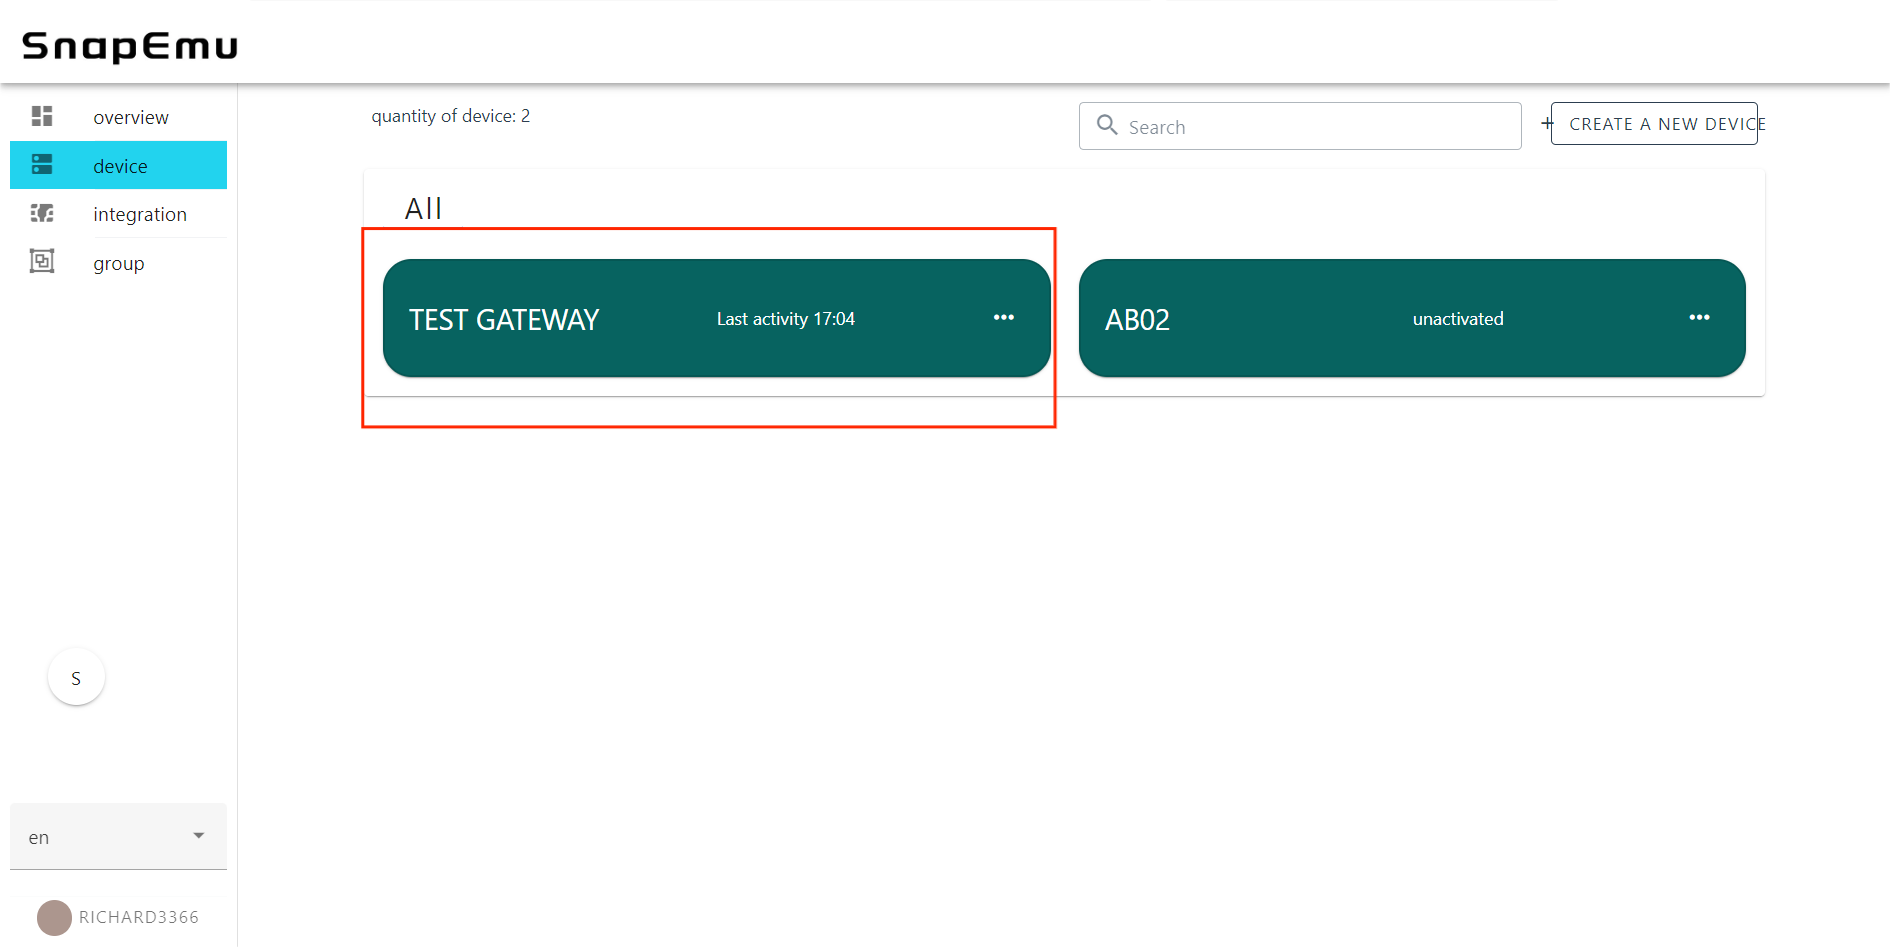 SnapEmu
overview
device
integration
group
S
en
RICHARD3366
quantity of device: 2
Search
+ CREATE A NEW DEVICE
All
TEST GATEWAY
Last activity 17:04
•••
AB02
unactivated
•••